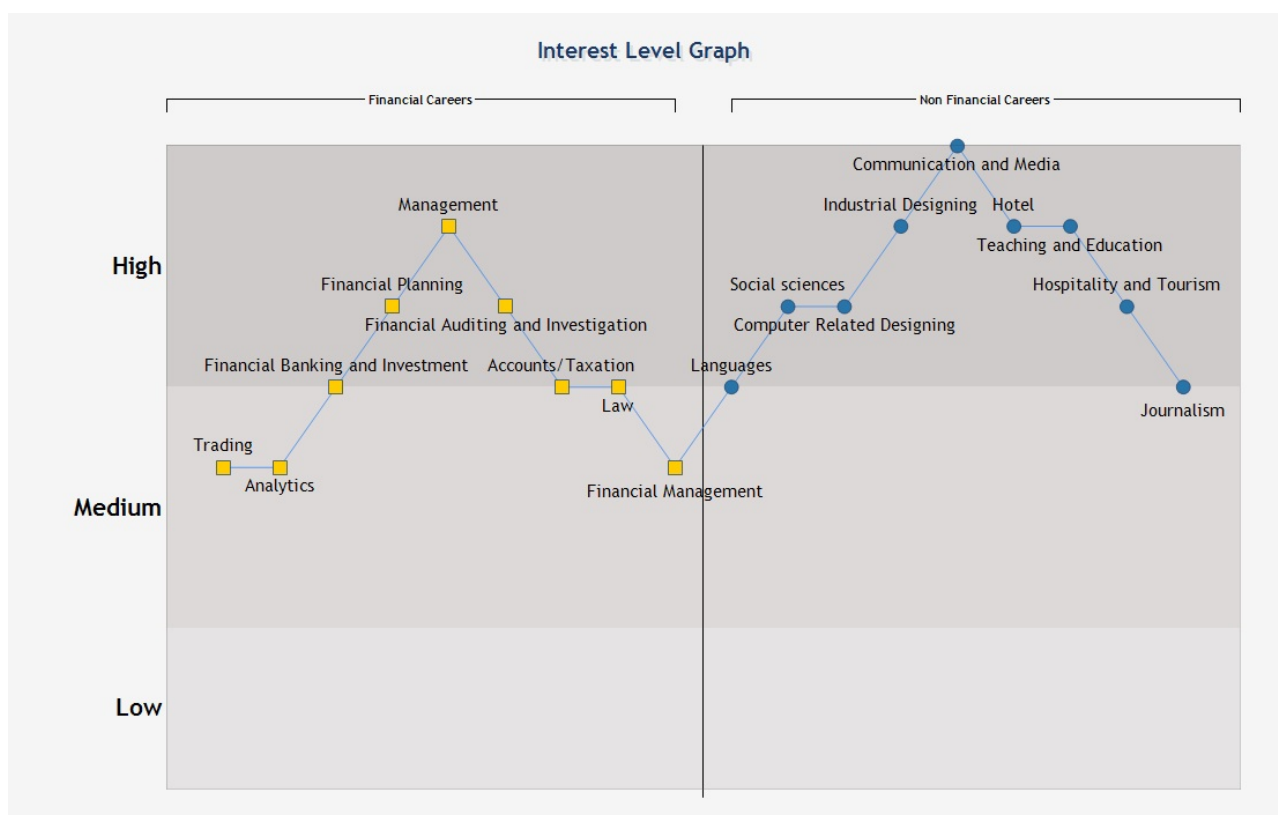 Interest Level Graph
Financial Careers
Non Financial Careers
Communication and Media
Management
Industrial Designing
Hotel
Teaching and Education
High
Financial Planning
Social sciences
Hospitality and Tourism
Financial Auditing and Investigation
Computer Related Designing
Financial Banking and Investment
Accounts/Taxation
Languages
Law
Journalism
Trading
Analytics
Financial Management
Medium
Low